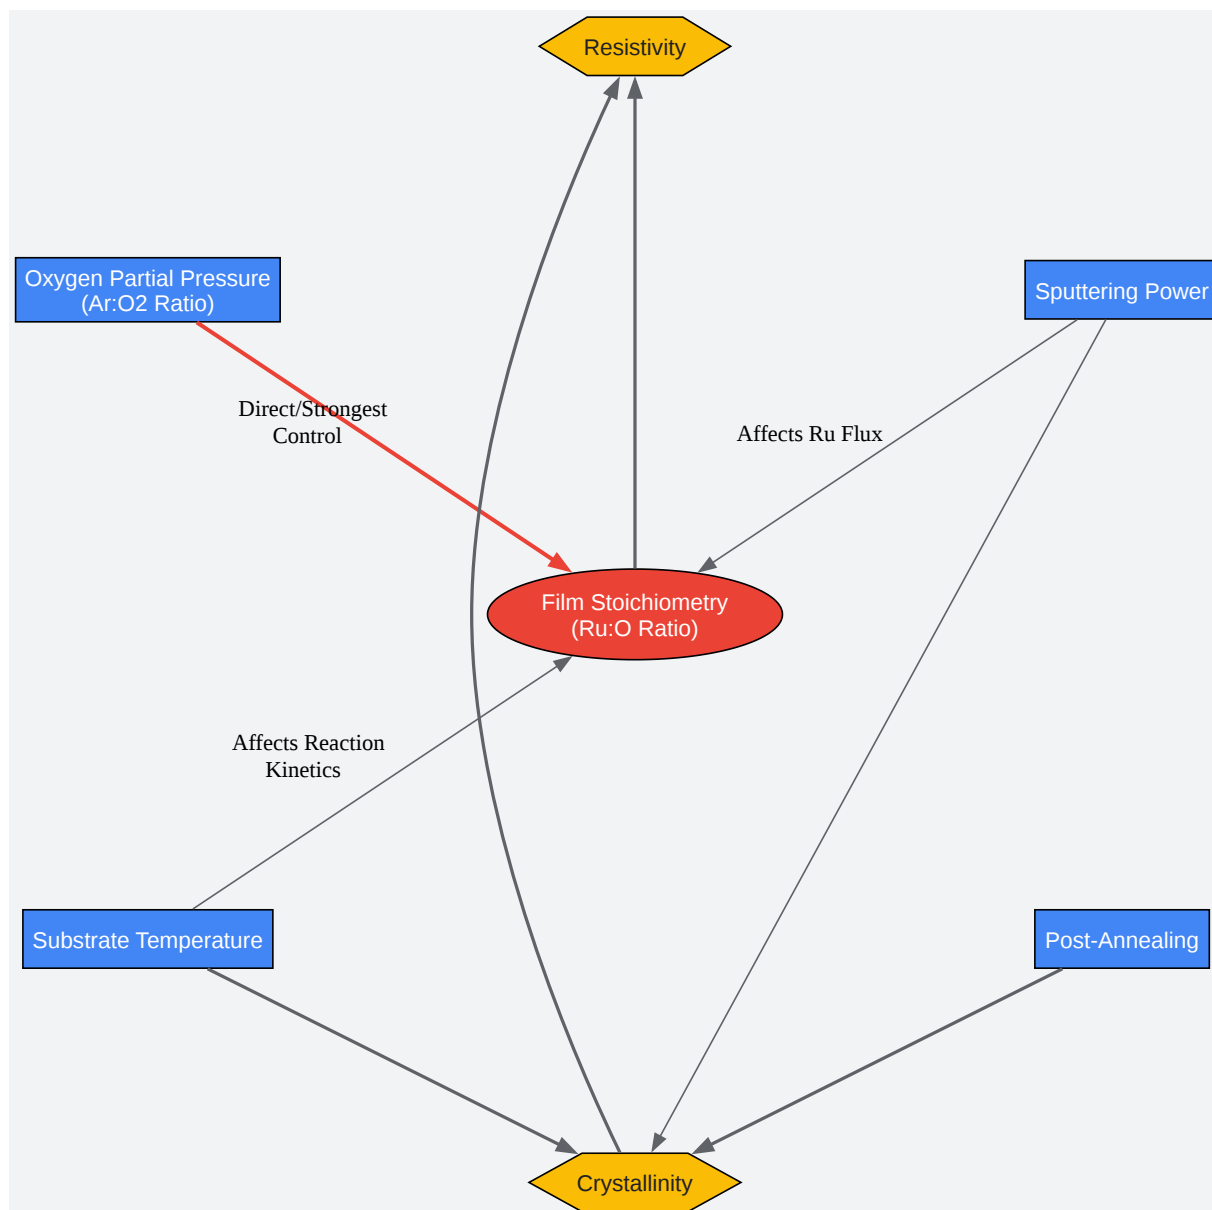 Resistivity
Oxygen Partial Pressure
(Ar:O2 Ratio)
Sputtering Power
Direct/Strongest
Control
Affects Ru Flux
Film Stoichiometry
(Ru:O Ratio)
Affects Reaction
Kinetics
Substrate Temperature
Post-Annealing
Crystallinity